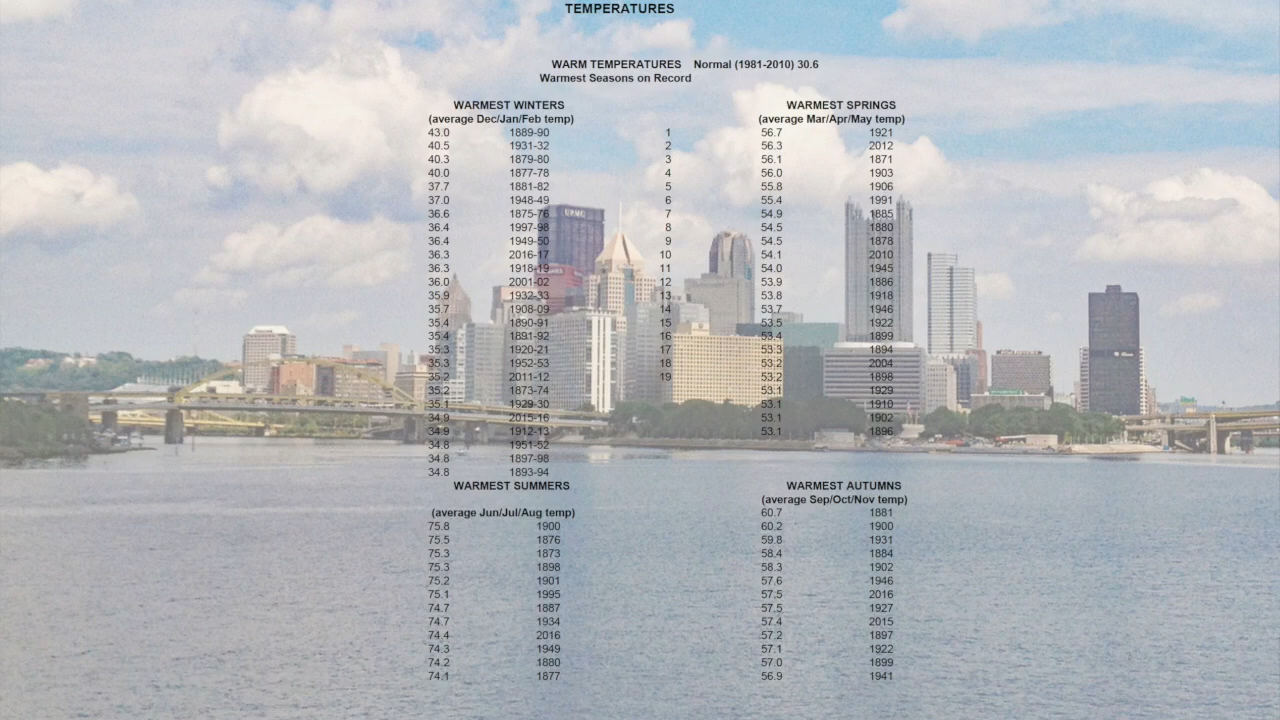 TEMPERATURES
WARM TEMPERATURES Normal (1981-2010) 30.6
Warmest Seasons on Record
WARMEST WINTERS WARMEST SPRINGS
(average Dec/Jan/Feb temp) (average Mar/Apr/May temp)
43.0 1889-90 1 56.7 1921
40.5 1931-32 2 56.3 2012
40.3 1879-80 3 56.1 1871
40.0 1877-78 4 56.0 1903
37.7 1881-82 5 55.8 1906
37.0 1948-49 6 55.4 1991
36.6 1875-76 7 54.9 1885
36.4 1997-98 8 54.5 1880
36.4 1949-50 9 54.5 1878
36.3 2016-17 10 54.1 2010
36.3 1918-19 11 54.0 1945
36.0 2001-02 12 53.9 1886
35.9 1932-33 13 53.8 1918
35.7 1908-09 14 53.7 1946
35.4 1890-91 15 53.5 1922
35.4 1891-92 16 53.4 1899
35.3 1920-21 17 53.3 1894
35.3 1952-53 18 53.2 2004
35.2 2011-12 19 53.2 1898
35.2 1873-74 53.1 1929
35.1 1929-30 53.1 1910
34.9 2015-16 53.1 1902
34.9 1912-13 53.1 1896
34.8 1951-52
34.8 1897-98
34.8 1893-94
WARMEST SUMMERS WARMEST AUTUMNS
(average Sep/Oct/Nov temp)
(average Jun/Jul/Aug temp) 60.7 1881
75.8 1900 60.2 1900
75.5 1876 59.8 1931
75.3 1873 58.4 1884
75.3 1898 58.3 1902
75.2 1901 57.6 1946
75.1 1995 57.5 2016
74.7 1887 57.5 1927
74.7 1934 57.4 2015
74.4 2016 57.2 1897
74.3 1949 57.1 1922
74.2 1880 57.0 1899
74.1 1877 56.9 1941